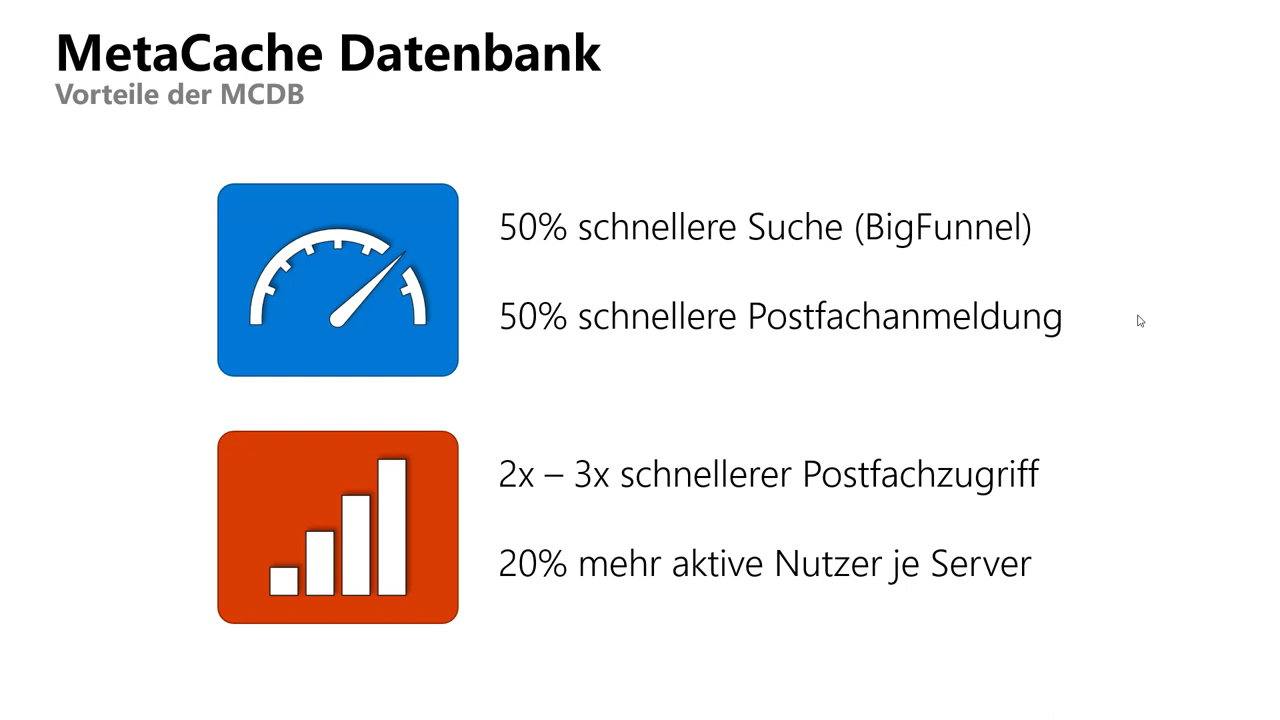 MetaCache Datenbank
Vorteile der MCDB
50% schnellere Suche (BigFunnel)
50% schnellere Postfachanmeldung
2x – 3x schnellerer Postfachzugriff
20% mehr aktive Nutzer je Server